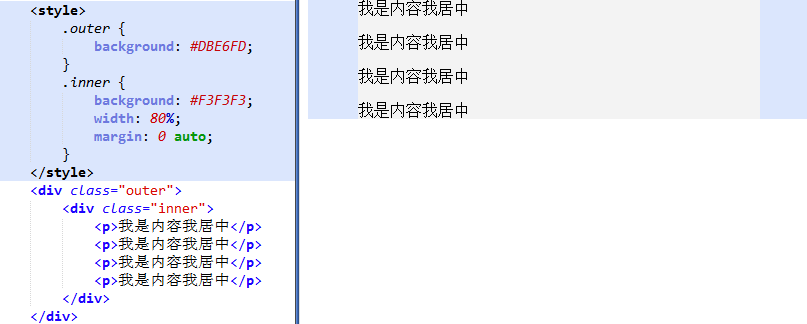 <style>
.outer {
background: #DBE6FD;
}
.inner {
background: #F3F3F3;
width: 80%;
margin: 0 auto;
}
</style>
<div class="outer">
<div class="inner">
<p>我是内容我居中</p>
<p>我是内容我居中</p>
<p>我是内容我居中</p>
<p>我是内容我居中</p>
</div>
</div>
我是内容我居中
我是内容我居中
我是内容我居中
我是内容我居中